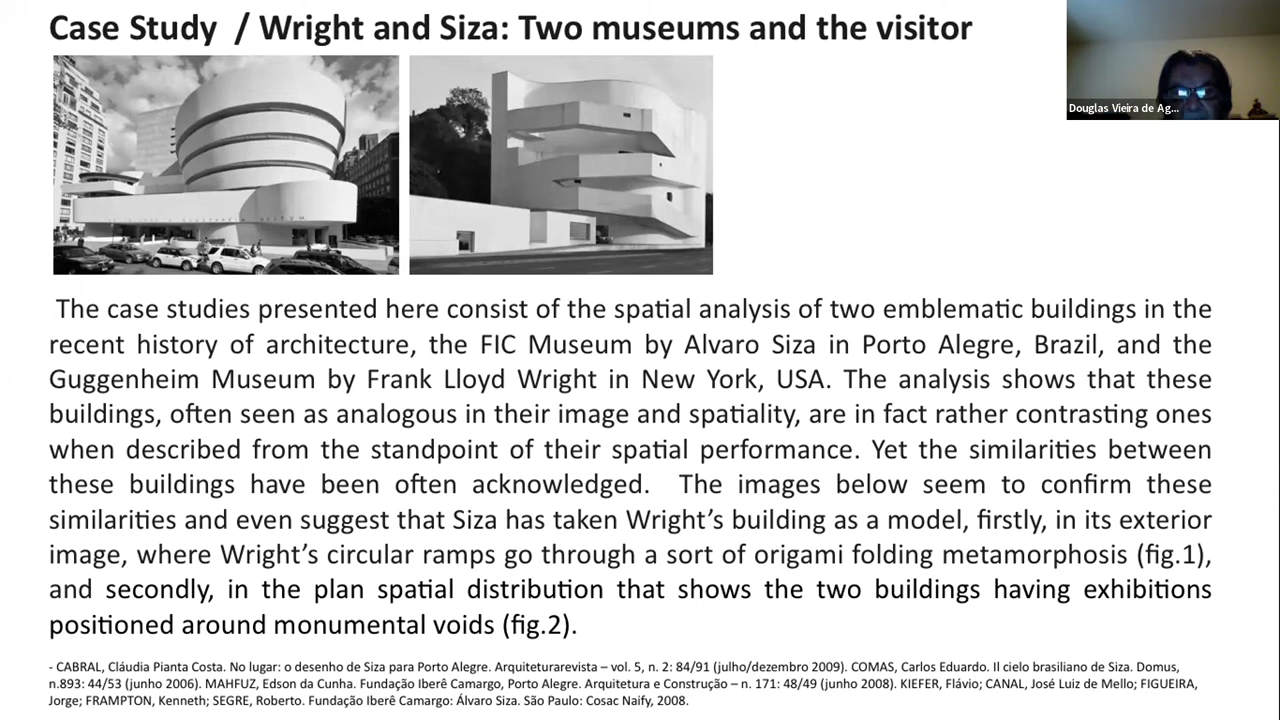 Case Study / Wright and Siza: Two museums and the visitor
Douglas Vieira de Ag...
The case studies presented here consist of the spatial analysis of two emblematic buildings in the
recent history of architecture, the FIC Museum by Alvaro Siza in Porto Alegre, Brazil, and the
Guggenheim Museum by Frank Lloyd Wright in New York, USA. The analysis shows that these
buildings, often seen as analogous in their image and spatiality, are in fact rather contrasting ones
when described from the standpoint of their spatial performance. Yet the similarities between
these buildings have been often acknowledged. The images below seem to confirm these
similarities and even suggest that Siza has taken Wright’s building as a model, firstly, in its exterior
image, where Wright’s circular ramps go through a sort of origami folding metamorphosis (fig.1),
and secondly, in the plan spatial distribution that shows the two buildings having exhibitions
positioned around monumental voids (fig.2).
- CABRAL, Cláudia Pianta Costa. No lugar: o desenho de Siza para Porto Alegre. Arquiteturarevista – vol. 5, n. 2: 84/91 (julho/dezembro 2009). COMAS, Carlos Eduardo. Il cielo brasiliano de Siza. Domus,
n.893: 44/53 (junho 2006). MAHFUZ, Edson da Cunha. Fundação Iberê Camargo, Porto Alegre. Arquitetura e Construção – n. 171: 48/49 (junho 2008). KIEFER, Flávio; CANAL, José Luiz de Mello; FIGUEIRA,
Jorge; FRAMPTON, Kenneth; SEGRE, Roberto. Fundação Iberê Camargo: Álvaro Siza. São Paulo: Cosac Naify, 2008.